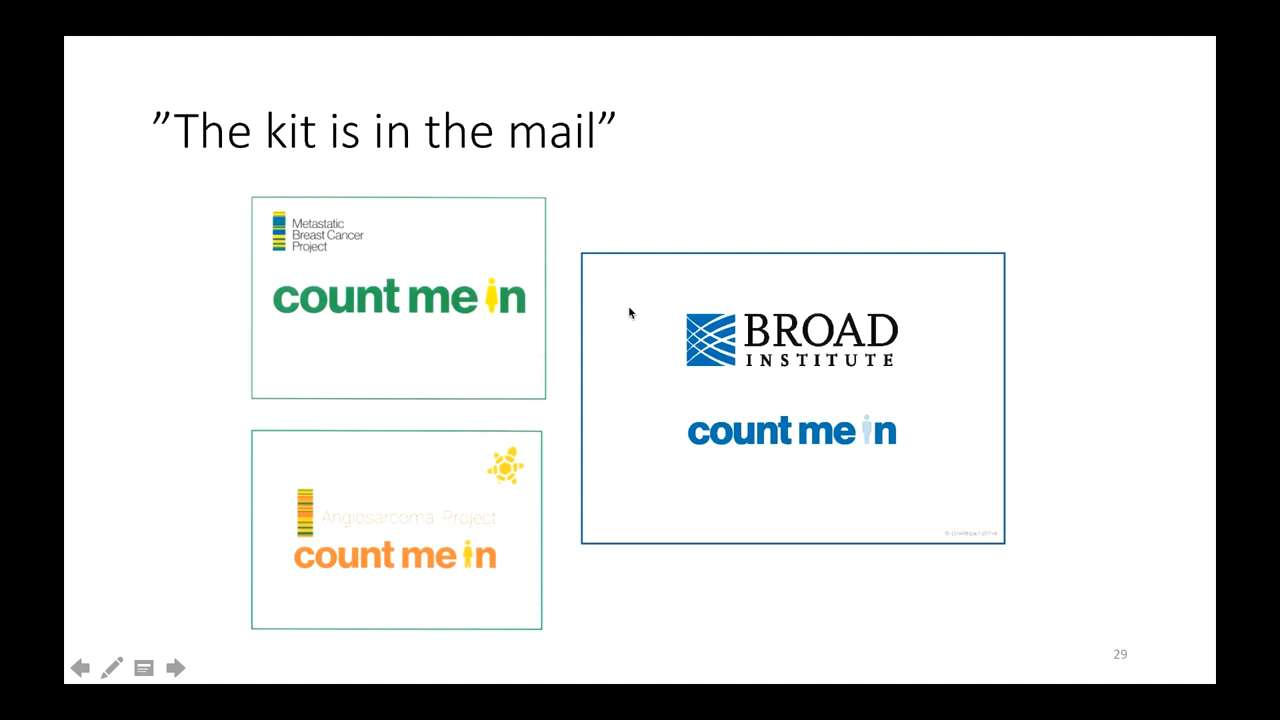 ”The kit is in the mail”
Metastatic
Breast Cancer
Project
count me in
BROAD
INSTITUTE
count me in
Angiosarcoma Project
count me in
29